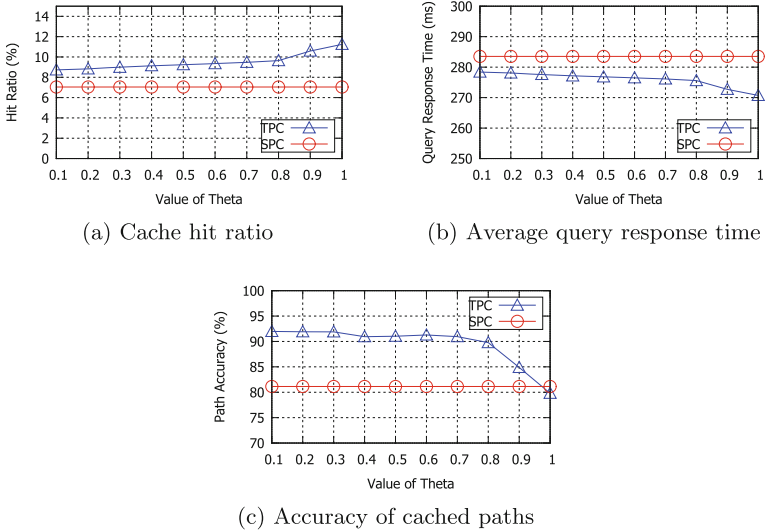 14
12
10
8
6
4
2
0
Hit Ratio (%)
TPC
SPC
0.1 0.2 0.3 0.4 0.5 0.6 0.7 0.8 0.9 1
Value of Theta
(a) Cache hit ratio
300
290
280
270
260
250
Query Response Time (ms)
TPC
SPC
0.1 0.2 0.3 0.4 0.5 0.6 0.7 0.8 0.9 1
Value of Theta
(b) Average query response time
100
95
90
85
80
75
70
Path Accuracy (%)
TPC
SPC
0.1 0.2 0.3 0.4 0.5 0.6 0.7 0.8 0.9 1
Value of Theta
(c) Accuracy of cached paths